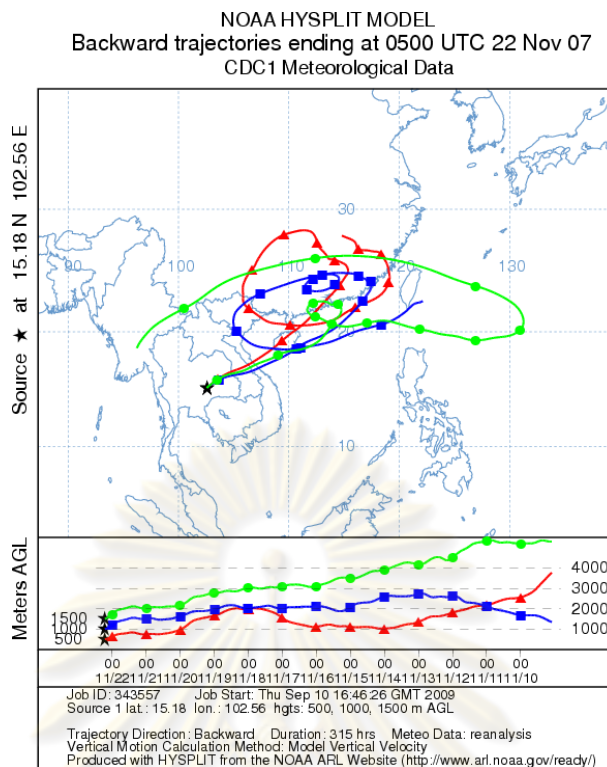 NOAA HYSPLIT MODEL
Backward trajectories ending at 0500 UTC 22 Nov 07
CDC1 Meteorological Data
Source ★ at 15.18 N 102.56 E
90
100
110
120
130
30
20
10
Meters AGL
1500
1000
500
4000
3000
2000
1000
00 00 00 00 00 00 00 00 00 00 00 00 00
11/22 11/21 11/20 11/19 11/18 11/17 11/16 11/15 11/14 11/13 11/12 11/11 11/10
Job ID: 343557 Job Start: Thu Sep 10 16:46:26 GMT 2009
Source 1 lat.: 15.18 lon.: 102.56 hgts: 500, 1000, 1500 m AGL
Trajectory Direction: Backward Duration: 315 hrs Meteo Data: reanalysis
Vertical Motion Calculation Method: Model Vertical Velocity
Produced with HYSPLIT from the NOAA ARL Website (http://www.arl.noaa.gov/ready/)